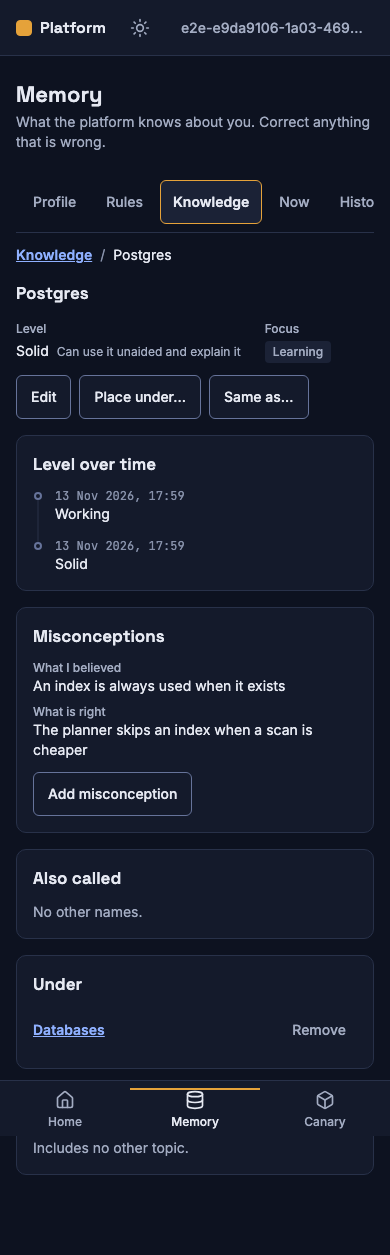 Platform
e2e-e9da9106-1a03-469...
Memory
What the platform knows about you. Correct anything
that is wrong.
Profile
Rules
Knowledge
Now
Histo
Knowledge / Postgres
Postgres
Level
Focus
Solid Can use it unaided and explain it
Learning
Edit
Place under...
Same as...
Level over time
13 Nov 2026, 17:59
Working
13 Nov 2026, 17:59
Solid
Misconceptions
What I believed
An index is always used when it exists
What is right
The planner skips an index when a scan is
cheaper
Add misconception
Also called
No other names.
Under
Databases
Remove
Home
Memory
Canary
Includes no other topic.